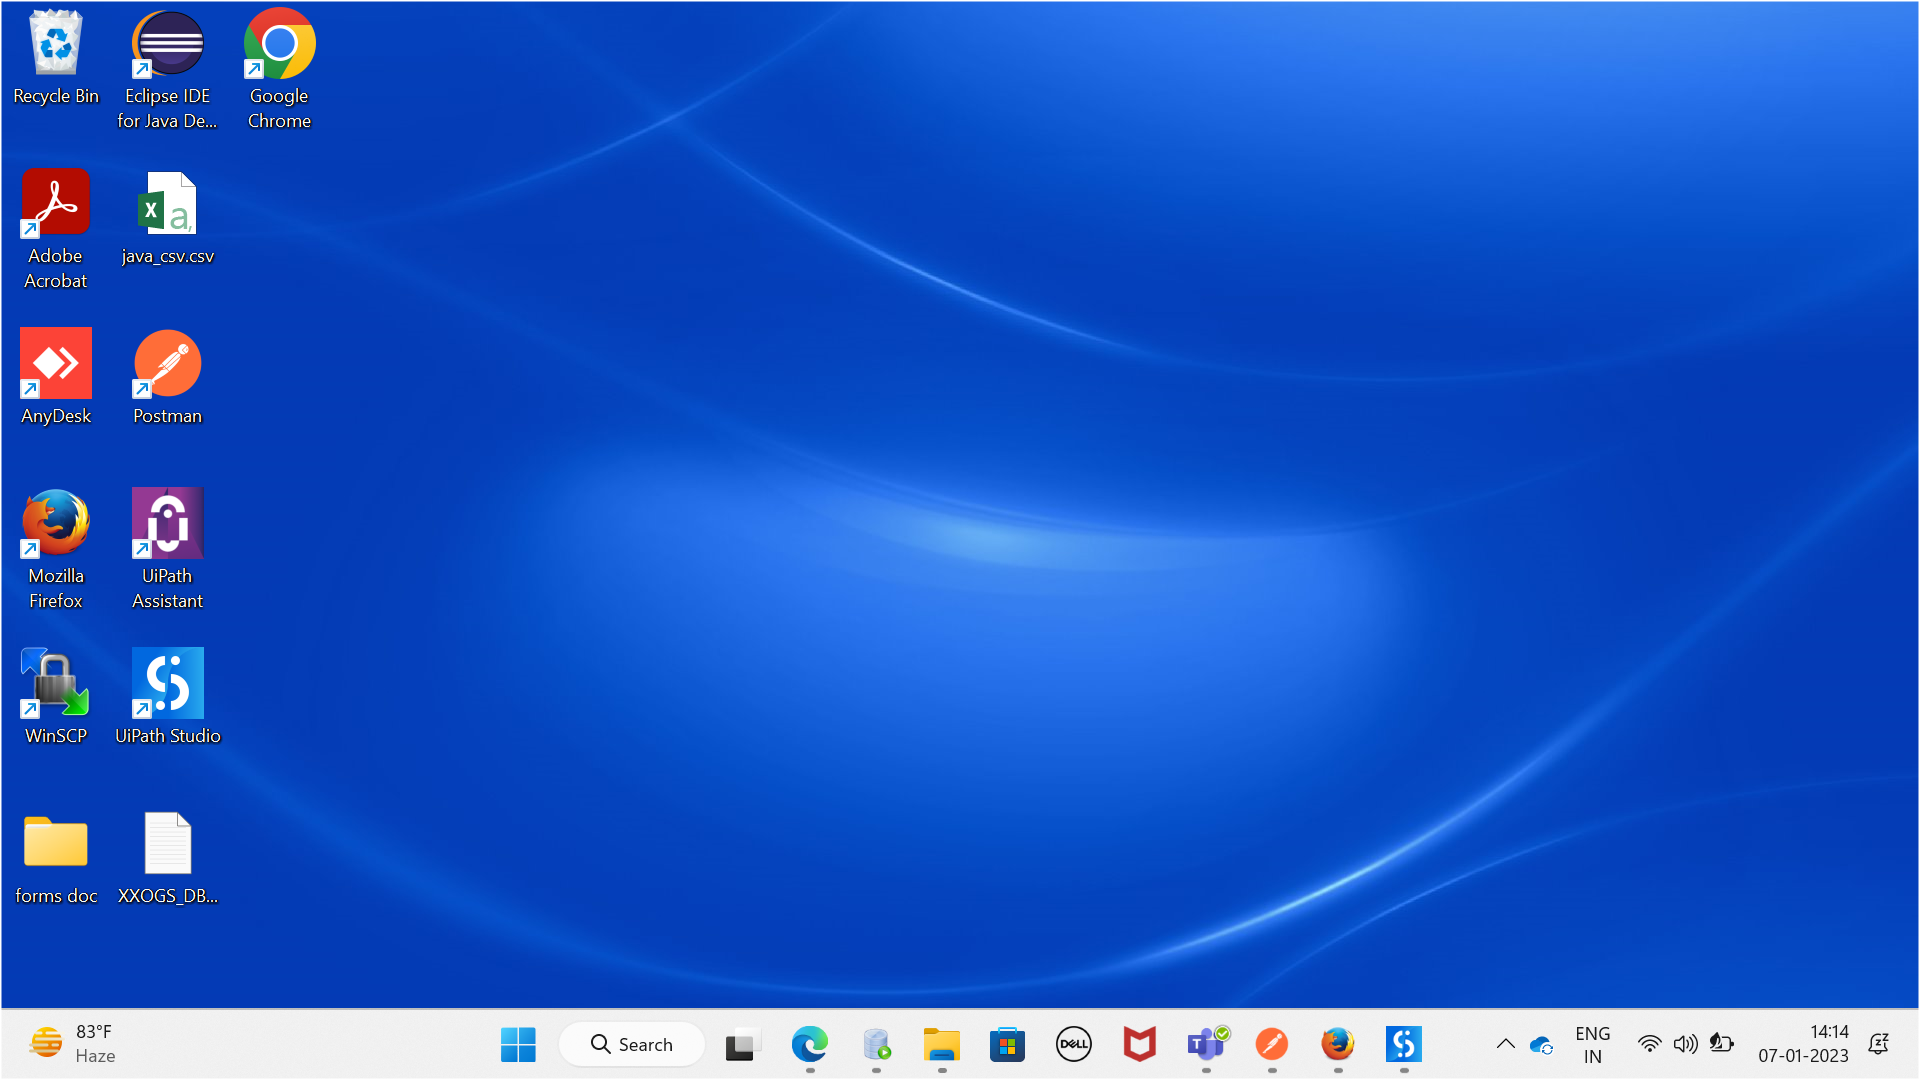 Recycle Bin
Eclipse IDE
for Java De...
Google
Chrome
Adobe
Acrobat
java_csv.csv
X
a,
AnyDesk
Postman
Mozilla
Firefox
UiPath
Assistant
WinSCP
UiPath Studio
forms doc
XXOGS_DB...
83°F
Haze
Search
DELL
T
ENG
IN
14:14
07-01-2023